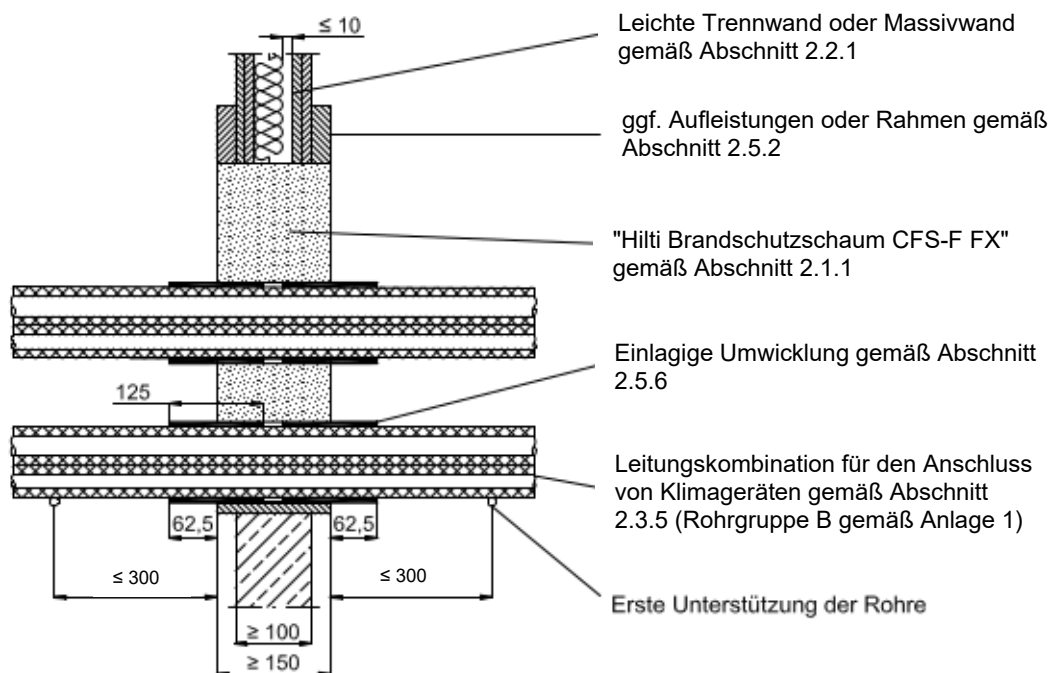 ≤ 10
Leichte Trennwand oder Massivwand
gemäß Abschnitt 2.2.1
ggf. Aufleistungen oder Rahmen gemäß
Abschnitt 2.5.2
"Hilti Brandschutzschaum CFS-F FX"
gemäß Abschnitt 2.1.1
Einlagige Umwicklung gemäß Abschnitt
2.5.6
125
Leitungskombination für den Anschluss
von Klimageräten gemäß Abschnitt
2.3.5 (Rohrgruppe B gemäß Anlage 1)
62,5
62,5
≤ 300
≤ 300
Erste Unterstützung der Rohre
≥ 100
≥ 150